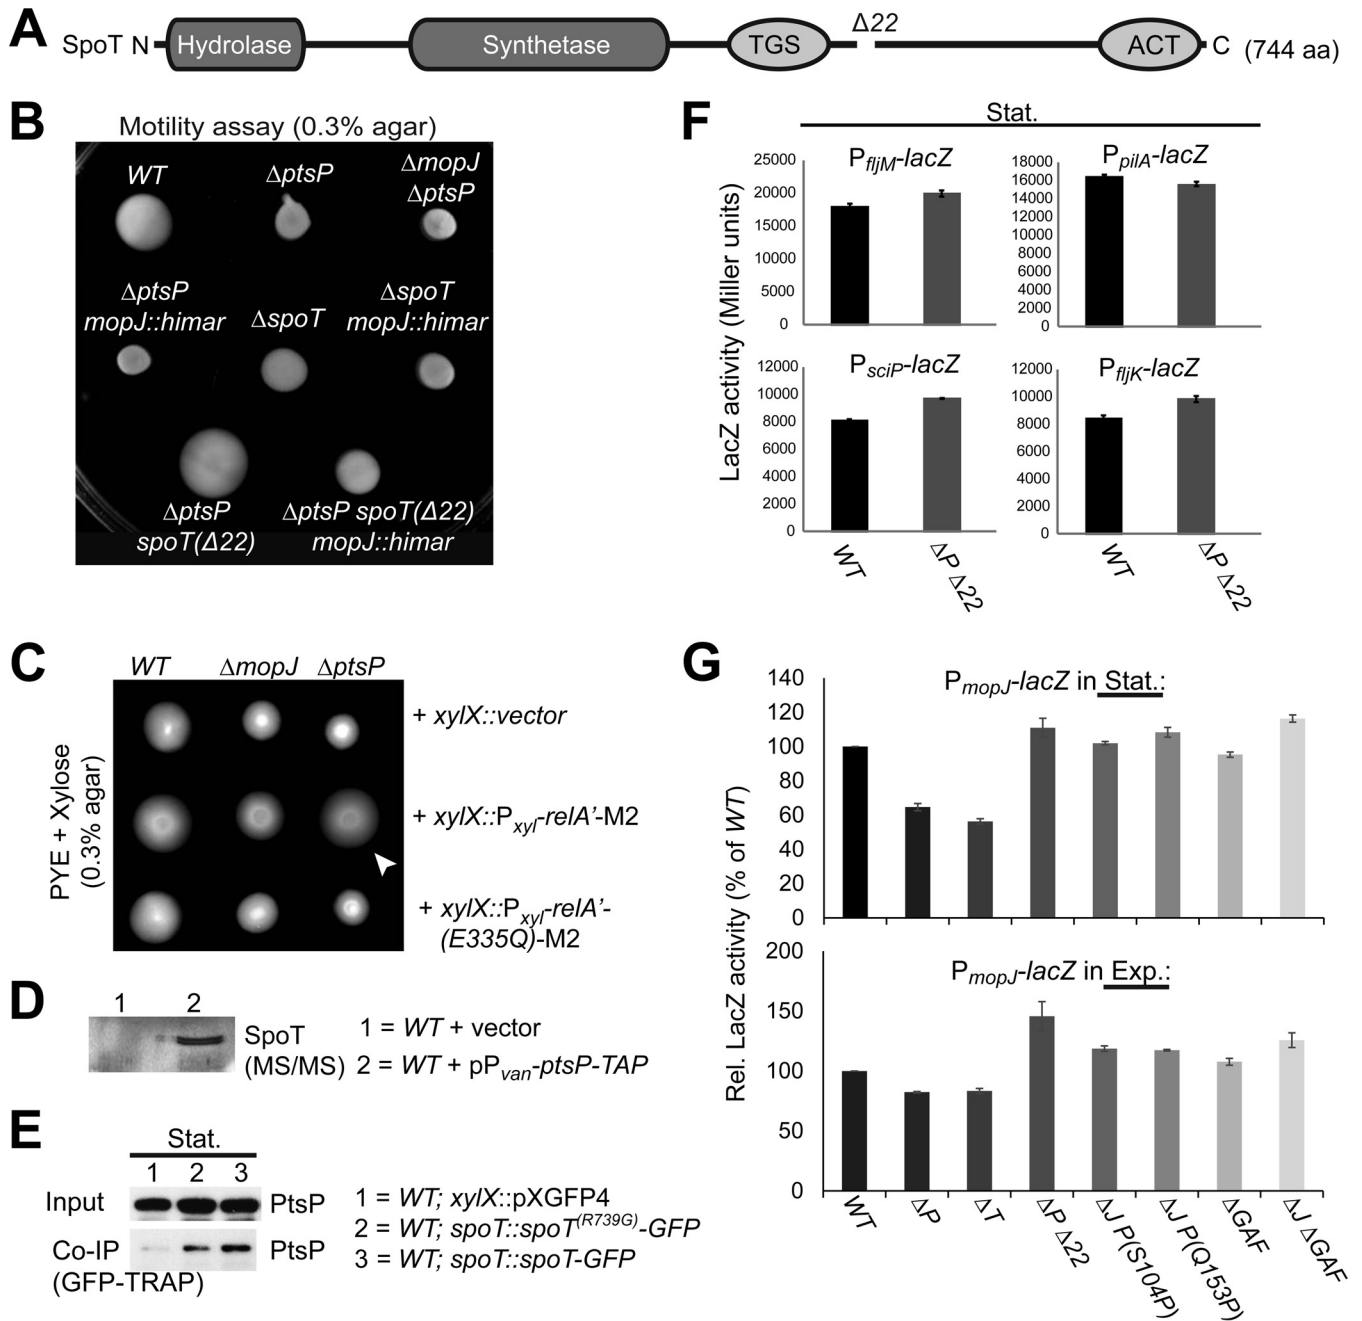 A
SpoT N Hydrolase Synthetase TGS Δ22 ACT C (744 aa)
B
Motility assay (0.3% agar)
WT ΔptsP ΔmopJ ΔptsP
ΔptsP mopJ::himar ΔspoT ΔspoT mopJ::himar
ΔptsP spoT(Δ22) ΔptsP spoT(Δ22) mopJ::himar
C
WT ΔmopJ ΔptsP
PYE + Xylose
(0.3% agar)
+ xylX::vector
+ xylX::Pxyl-relA'-M2
+ xylX::Pxyl-relA'-
(E335Q)-M2
D
1 2
SpoT
(MS/MS)
1 = WT + vector
2 = WT + pPvan-ptsP-TAP
E
Stat.
1 2 3
Input PtsP
Co-IP PtsP
(GFP-TRAP)
1 = WT; xylX::pXGFP4
2 = WT; spoT::spoT(R739G)-GFP
3 = WT; spoT::spoT-GFP
F
Stat.
LacZ activity (Miller units)
PfljM-lacZ
25000
20000
15000
10000
5000
0
PpilA-lacZ
18000
16000
14000
12000
10000
8000
6000
4000
2000
0
PsciP-lacZ
12000
10000
8000
6000
4000
2000
0
WT ΔP Δ22
PfljK-lacZ
12000
10000
8000
6000
4000
2000
0
WT ΔP Δ22
G
Rel. LacZ activity (% of WT)
PmopJ-lacZ in Stat.:
140
120
100
80
60
40
20
0
PmopJ-lacZ in Exp.:
200
150
100
50
0
WT ΔP ΔT ΔP Δ22 ΔJ P(S104P) ΔJ P(Q153P) ΔGAF ΔJ ΔGAF